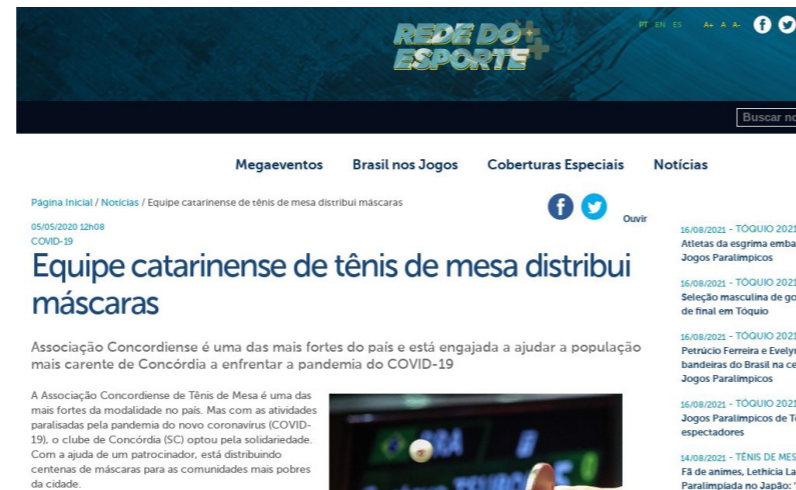 REDE DO
ESPORTE
PT EN ES A+ A A-
Buscar no
Megaeventos Brasil nos Jogos Coberturas Especiais Notícias
Página Inicial / Notícias / Equipe catarinense de tênis de mesa distribui máscaras
Ouvir
05/05/2020 12h08
COVID-19
Equipe catarinense de tênis de mesa distribui
máscaras
Associação Concordiense é uma das mais fortes do país e está engajada a ajudar a população
mais carente de Concórdia a enfrentar a pandemia do COVID-19
A Associação Concordiense de Tênis de Mesa é uma das
mais fortes da modalidade no país. Mas com as atividades
paralisadas pela pandemia do novo coronavírus (COVID-
19), o clube de Concórdia (SC) optou pela solidariedade.
Com a ajuda de um patrocinador, está distribuindo
centenas de máscaras para as comunidades mais pobres
da cidade.
BRA
16/08/2021 - TÓQUIO 2021
Atletas da esgrima emba
Jogos Paralímpicos
16/08/2021 - TÓQUIO 2021
Seleção masculina de go
de final em Tóquio
16/08/2021 - TÓQUIO 2021
Petrúcio Ferreira e Evelyn
bandeiras do Brasil na ce
Jogos Paralímpicos
16/08/2021 - TÓQUIO 2021
Jogos Paralímpicos de Tó
espectadores
14/08/2021 - TÊNIS DE MES
Fã de animes, Lethícia La
Paralimpíada no Japão: "